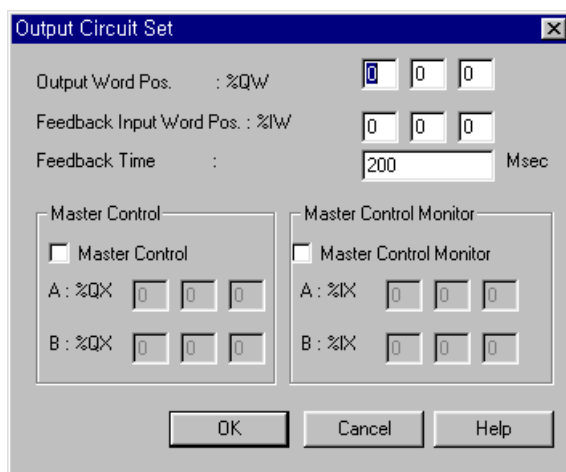 Output Circuit Set
Output Word Pos. : %QW 0 0 0
Feedback Input Word Pos. : %IW 0 0 0
Feedback Time : 200 Msec
Master Control
Master Control
A : %QX 0 0 0
B : %QX 0 0 0
Master Control Monitor
Master Control Monitor
A : %IX 0 0 0
B : %IX 0 0 0
OK Cancel Help